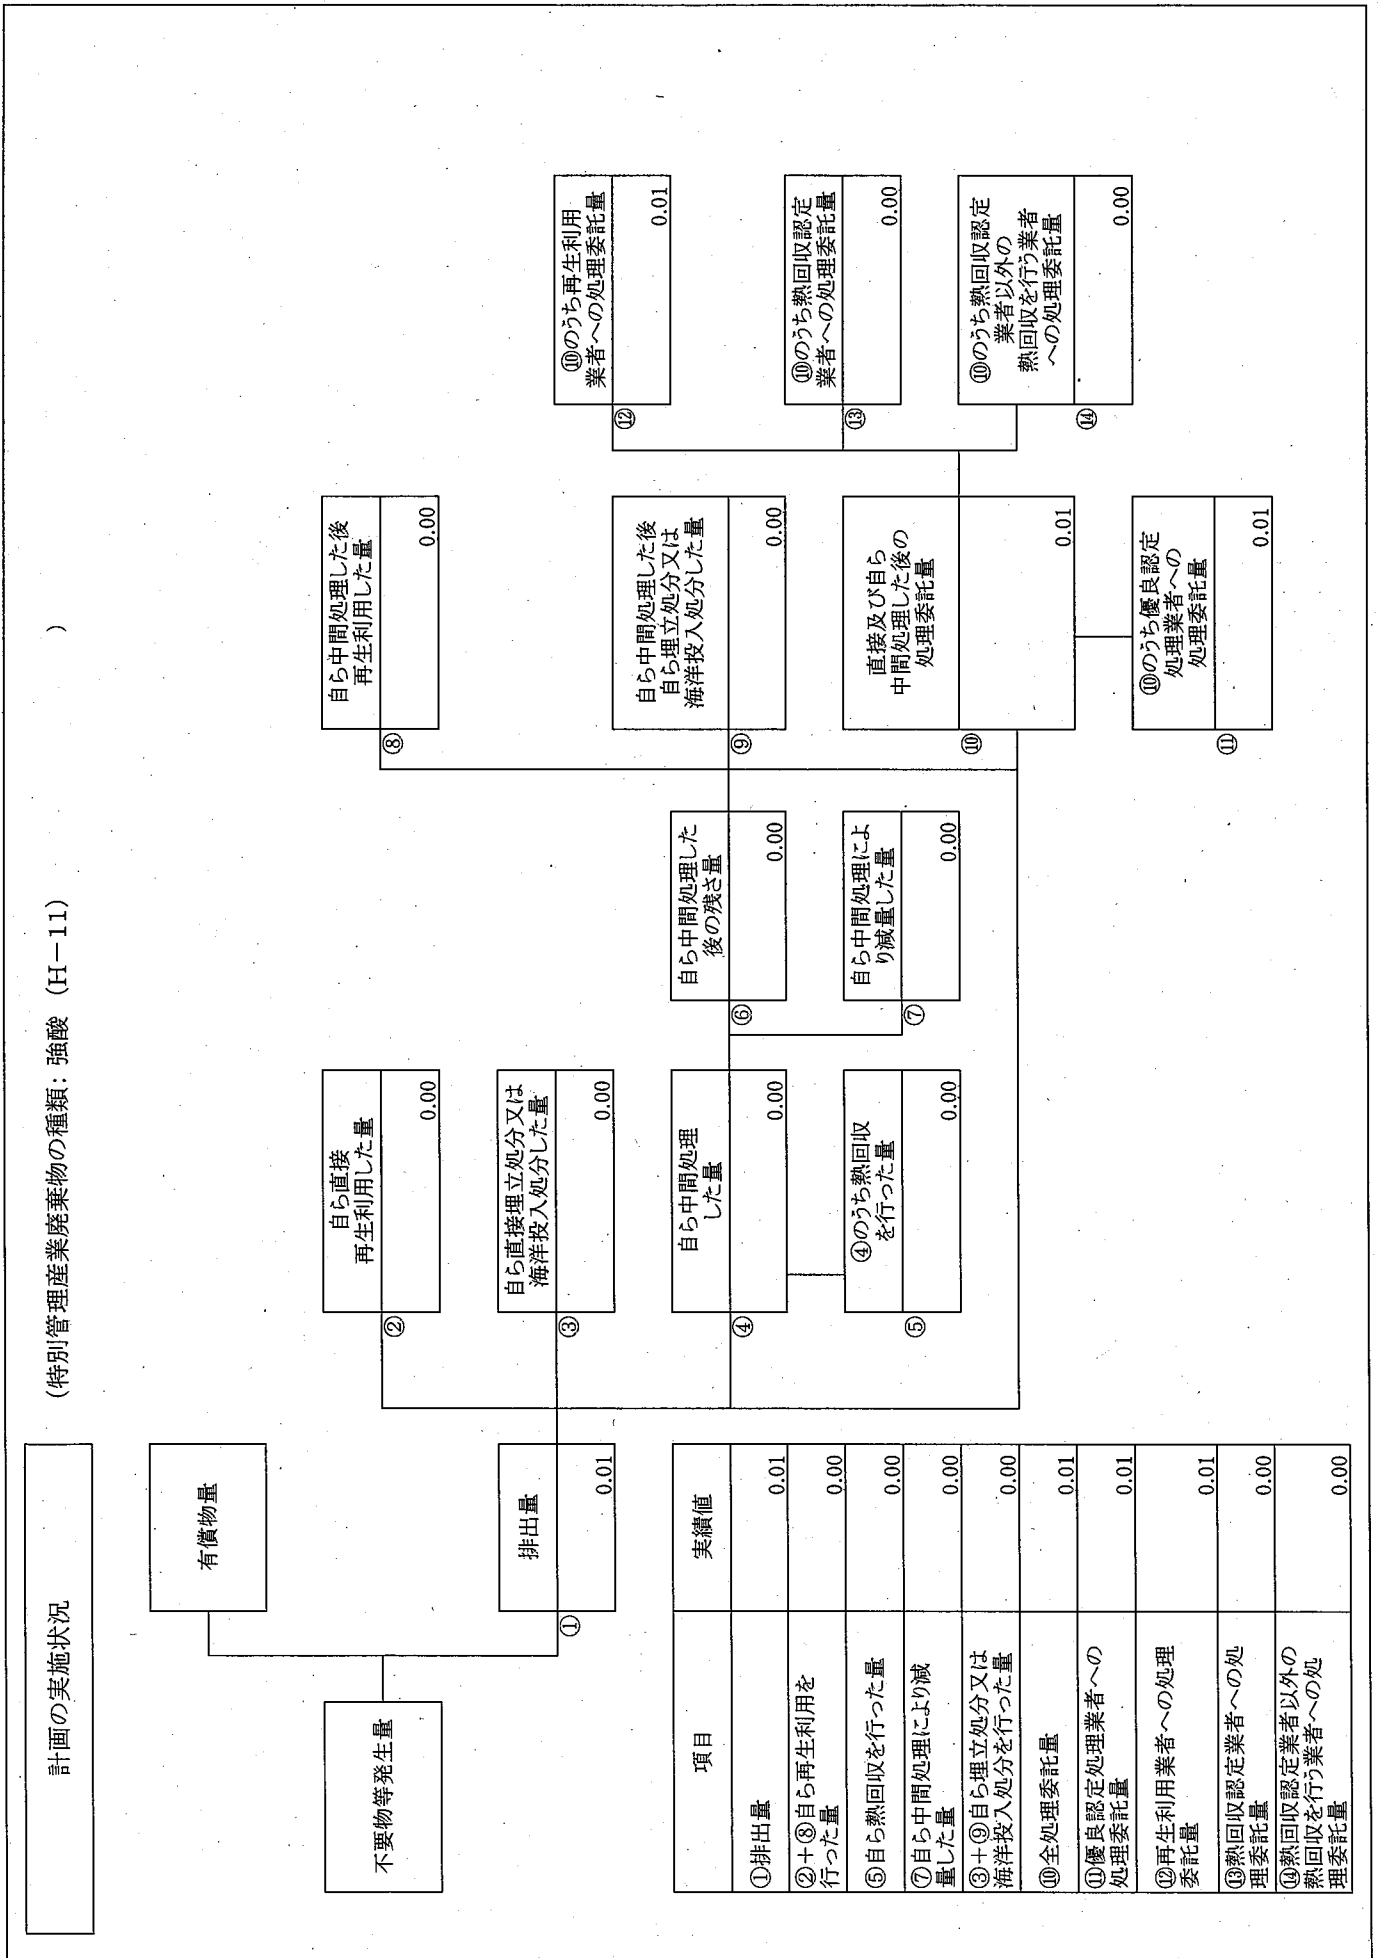 計画の実施状況
(特別管理産業廃棄物の種類: 強酸 (H-11)
)
不要物等発生量
有償物量
①
排出量
0.01
②
自ら直接
再生利用した量
0.00
③
自ら直接埋立処分又は
海洋投入処分した量
0.00
④
自ら中間処理
した量
0.00
⑤
④のうち熱回収
を行った量
0.00
⑥
自ら中間処理した
後の残さ量
0.00
⑦
自ら中間処理によ
り減量した量
0.00
⑧
自ら中間処理した後
再生利用した量
0.00
⑨
自ら中間処理した後
自ら埋立処分又は
海洋投入処分した量
0.00
⑩
直接及び自ら
中間処理した後の
処理委託量
0.01
⑪
⑩のうち優良認定
処理業者への
処理委託量
0.01
⑫
⑩のうち再生利用
業者への処理委託量
0.01
⑬
⑩のうち熱回収認定
業者への処理委託量
0.00
⑭
⑩のうち熱回収認定
業者以外の
熱回収を行う業者
への処理委託量
0.00
項目 実績値
①排出量 0.01
②+⑧自ら再生利用を
行った量 0.00
⑤自ら熱回収を行った量 0.00
⑦自ら中間処理により減
量した量 0.00
③+⑨自ら埋立処分又は
海洋投入処分を行った量 0.00
⑩全処理委託量 0.01
⑪優良認定処理業者への
処理委託量 0.01
⑫再生利用業者への処理
委託量 0.01
⑬熱回収認定業者への処
理委託量 0.00
⑭熱回収認定業者以外の
熱回収を行う業者への処
理委託量 0.00